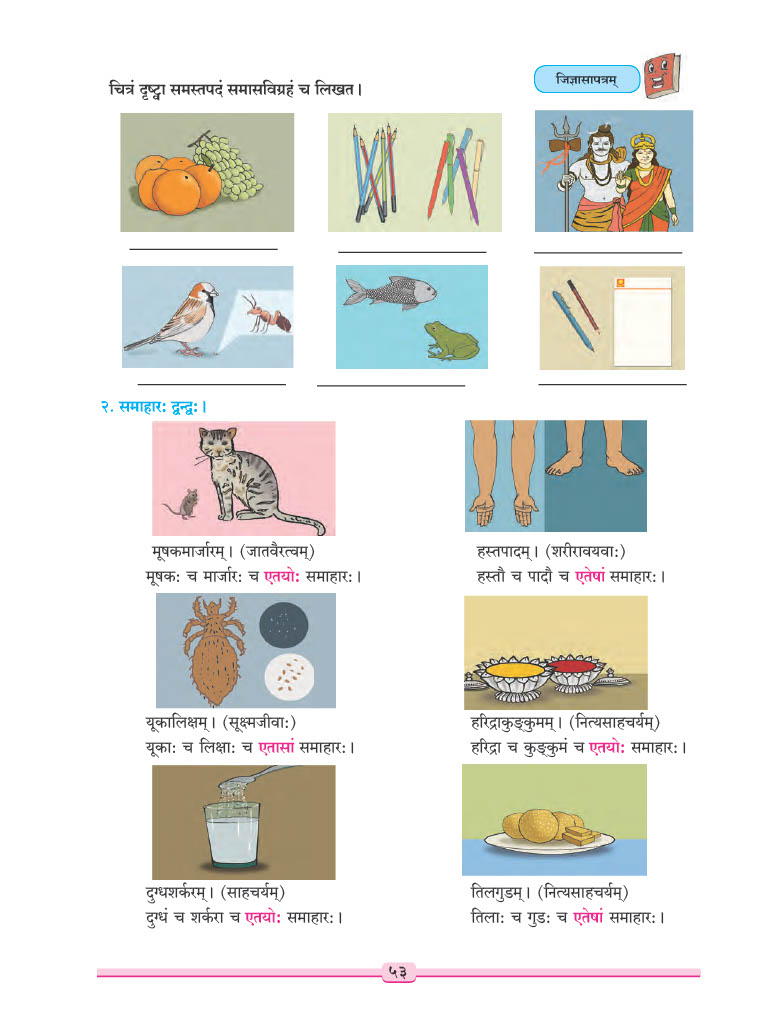 जिज्ञासापत्रम्
चित्रं दृष्ट्वा समस्तपदं समासविग्रहं च लिखत।
२. समाहारः द्वन्द्वः।
मूषकमार्जारम्। (जातवैरत्वम्)
मूषकः च मार्जारः च एतयोः समाहारः।
हस्तपादम्। (शरीरावयवाः)
हस्तौ च पादौ च एतेषां समाहारः।
यूकालिक्षम्। (सूक्ष्मजीवाः)
यूकाः च लिक्षाः च एतासां समाहारः।
हरिद्राकुङ्कुमम्। (नित्यसाहचर्यम्)
हरिद्रा च कुङ्कुमं च एतयोः समाहारः।
दुग्धशर्करम्। (साहचर्यम्)
दुग्धं च शर्करा च एतयोः समाहारः।
तिलगुडम्। (नित्यसाहचर्यम्)
तिलाः च गुडः च एतेषां समाहारः।
५३